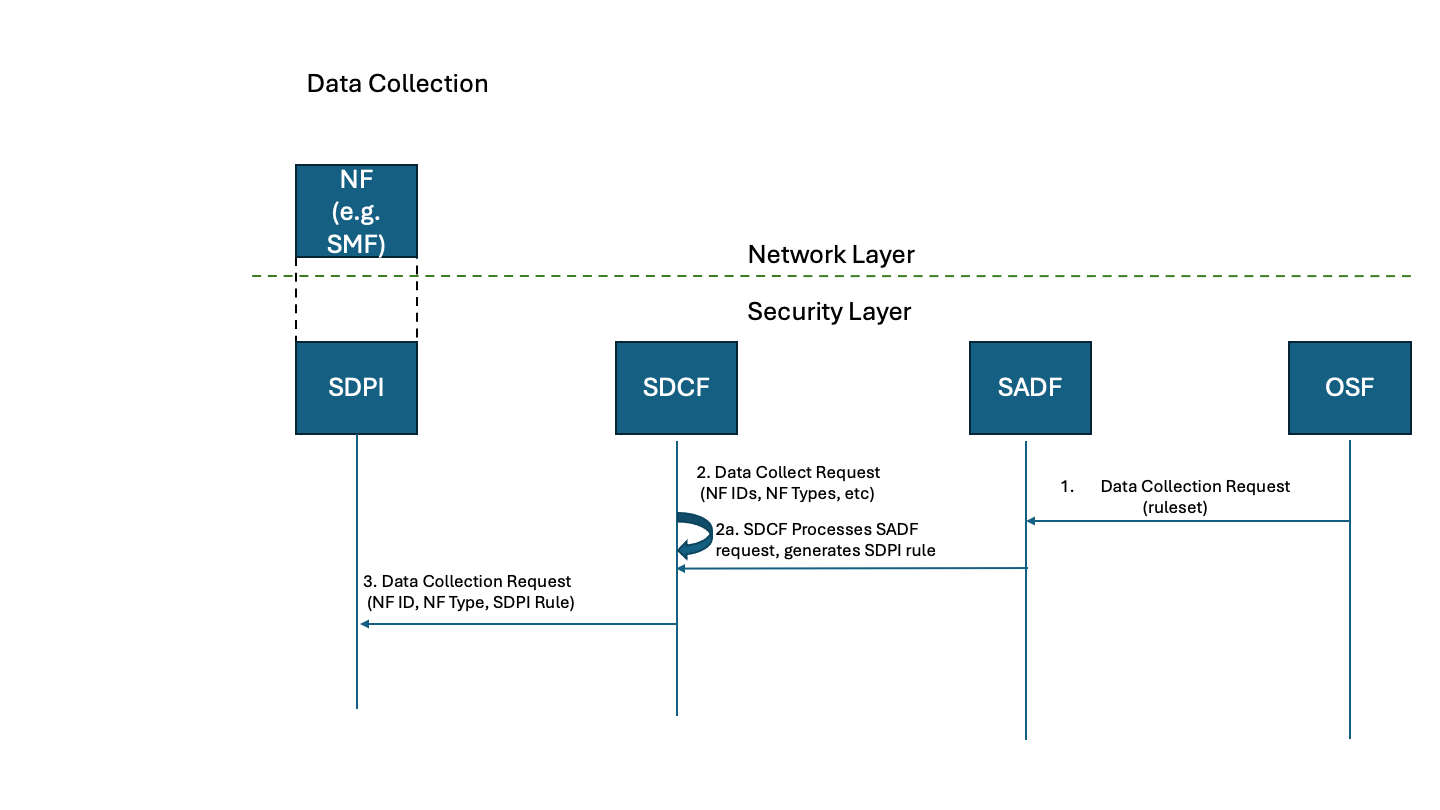 Data Collection
NF
(e.g.
SMF)
Network Layer
Security Layer
SDPI
SDCF
SADF
OSF
2. Data Collect Request
(NF IDs, NF Types, etc)
1. Data Collection Request
(ruleset)
2a. SDCF Processes SADF
request, generates SDPI rule
3. Data Collection Request
(NF ID, NF Type, SDPI Rule)